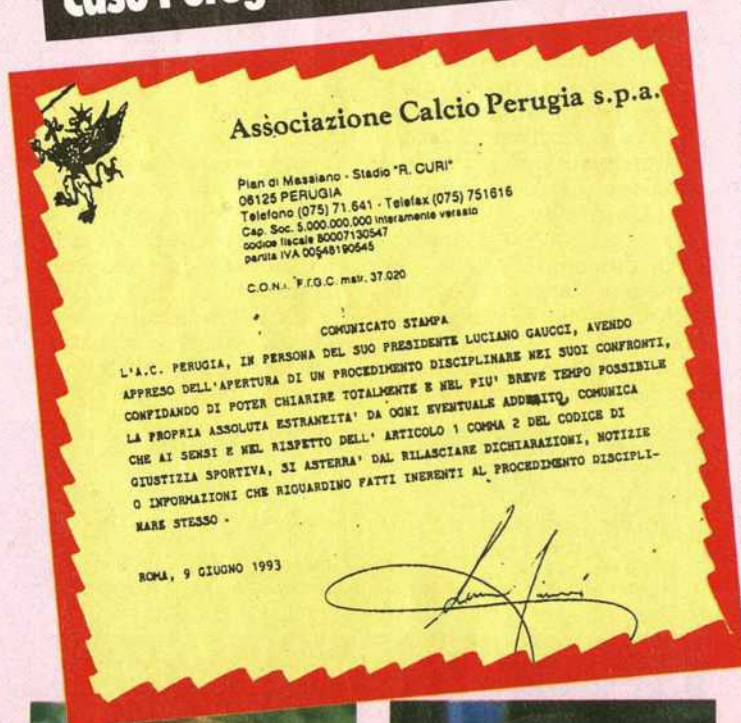 Associazione Calcio Perugia s.p.a.
Pian di Massiano - Stadio "R. CURI"
06125 PERUGIA
Telefono (075) 71.641 - Telefax (075) 751616
Cap. Soc. 5.000.000.000 interamente versato
codice fiscale 80007130547
partita IVA 00548190545
C.O.N.I. F.I.G.C. matr. 37.020
COMUNICATO STAMPA
L'A.C. PERUGIA, IN PERSONA DEL SUO PRESIDENTE LUCIANO GAUCCI, AVENDO
APPRESO DELL'APERTURA DI UN PROCEDIMENTO DISCIPLINARE NEI SUOI CONFRONTI,
CONFIDANDO DI POTER CHIARIRE TOTALMENTE E NEL PIU' BREVE TEMPO POSSIBILE
LA PROPRIA ASSOLUTA ESTRANEITA' DA OGNI EVENTUALE ADDEBITO, COMUNICA
CHE AI SENSI E NEL RISPETTO DELL' ARTICOLO 1 COMMA 2 DEL CODICE DI
GIUSTIZIA SPORTIVA, SI ASTERRA' DAL RILASCIARE DICHIARAZIONI, NOTIZIE
O INFORMAZIONI CHE RIGUARDINO FATTI INERENTI AL PROCEDIMENTO DISCIPLI-
NARE STESSO .
ROMA, 9 GIUGNO 1993